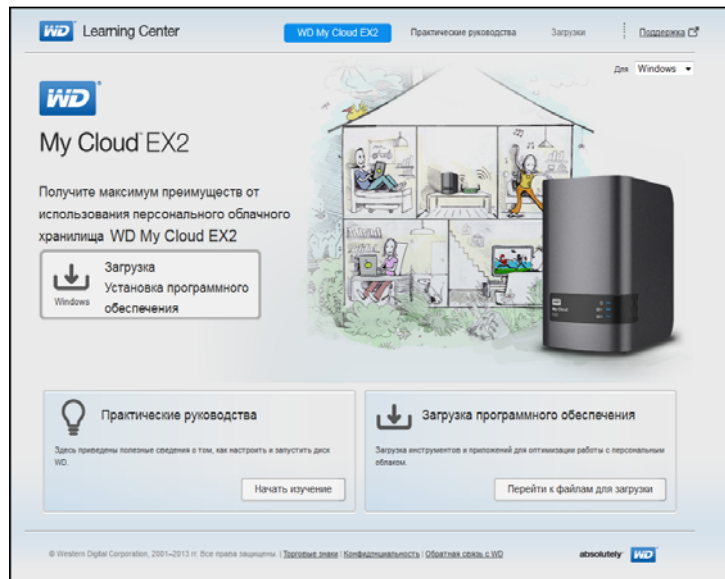 WD Learning Center
WD My Cloud EX2
Практические руководства
Загрузки
Поддержка
Для Windows
WD
My Cloud EX2
Получите максимум преимуществ от
использования персонального облачного
хранилища WD My Cloud EX2
Загрузка
Установка программного
обеспечения
Windows
WD
My Cloud
Практические руководства
Здесь приведены полезные сведения о том, как настроить и запустить диск
WD.
Начать изучение
Загрузка программного обеспечения
Загрузка инструментов и приложений для оптимизации работы с персональным
облаком.
Перейти к файлам для загрузки
© Western Digital Corporation, 2001–2013 гг. Все права защищены. | Торговые знаки | Конфиденциальность | Обратная связь с WD
absolutely WD